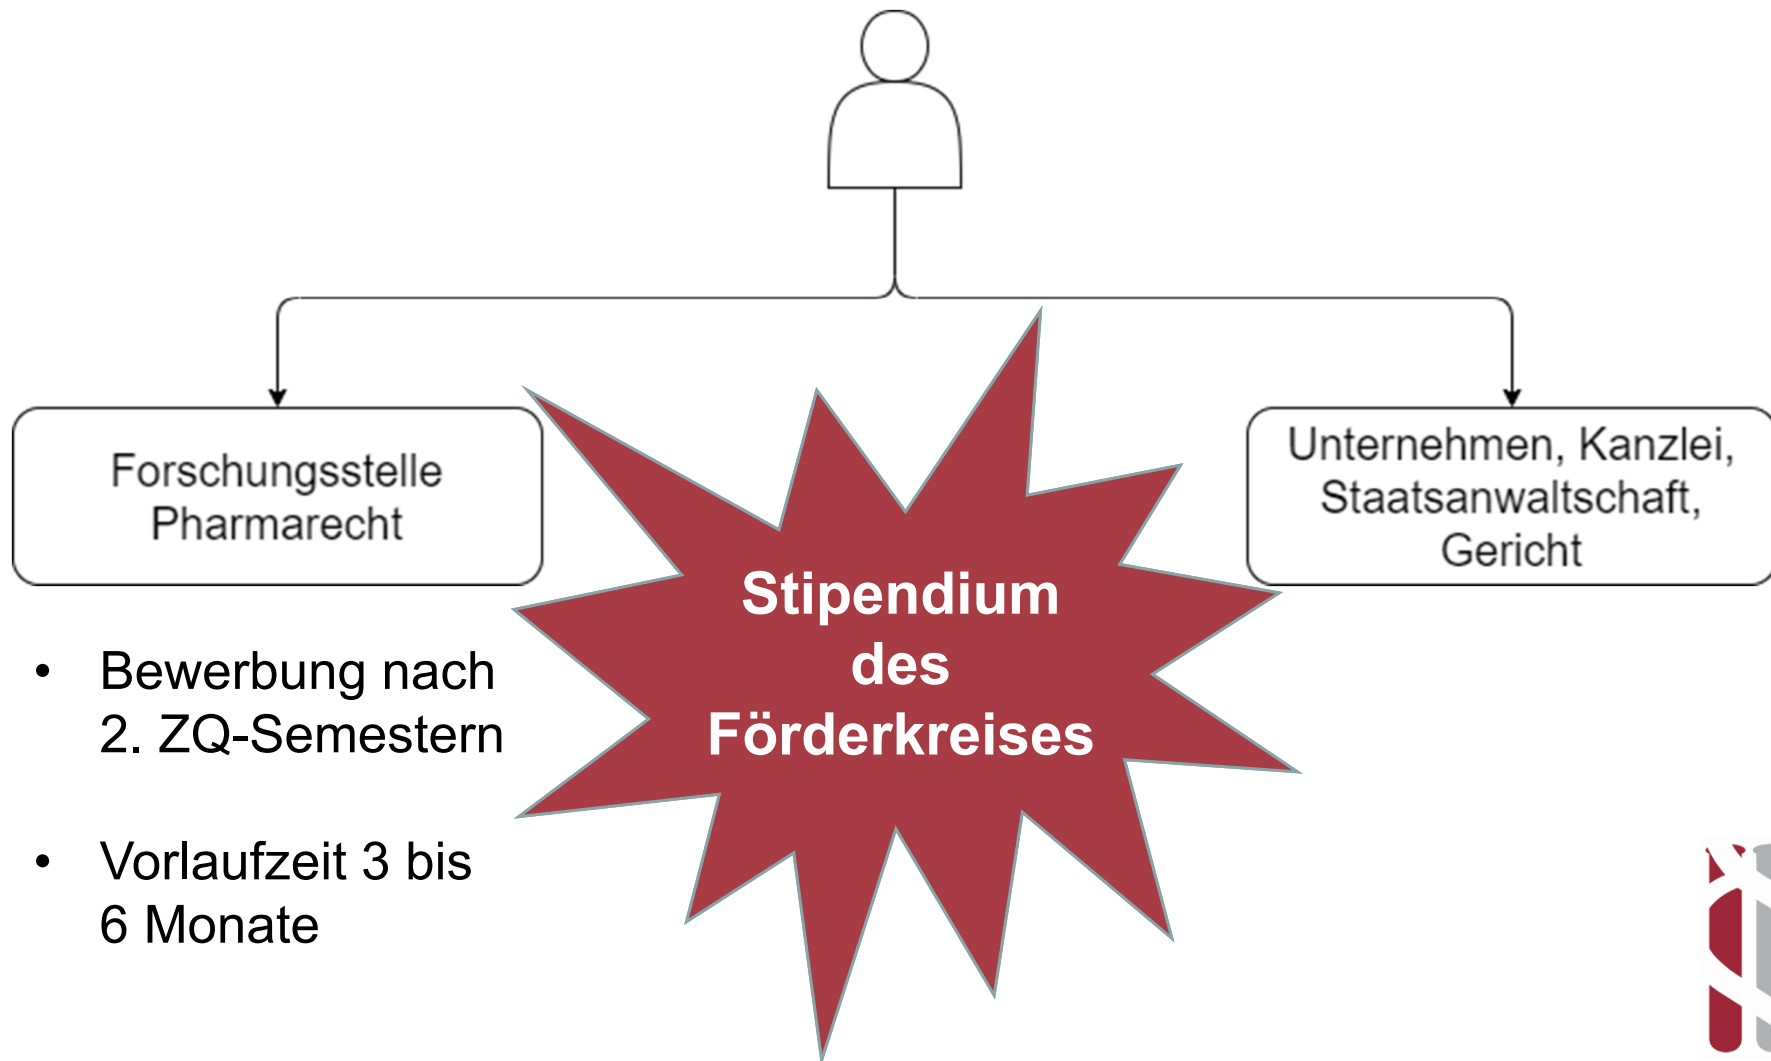 Forschungsstelle
Pharmarecht
Unternehmen, Kanzlei,
Staatsanwaltschaft,
Gericht
Stipendium
des
Förderkreises
• Bewerbung nach
2. ZQ-Semestern
• Vorlaufzeit 3 bis
6 Monate